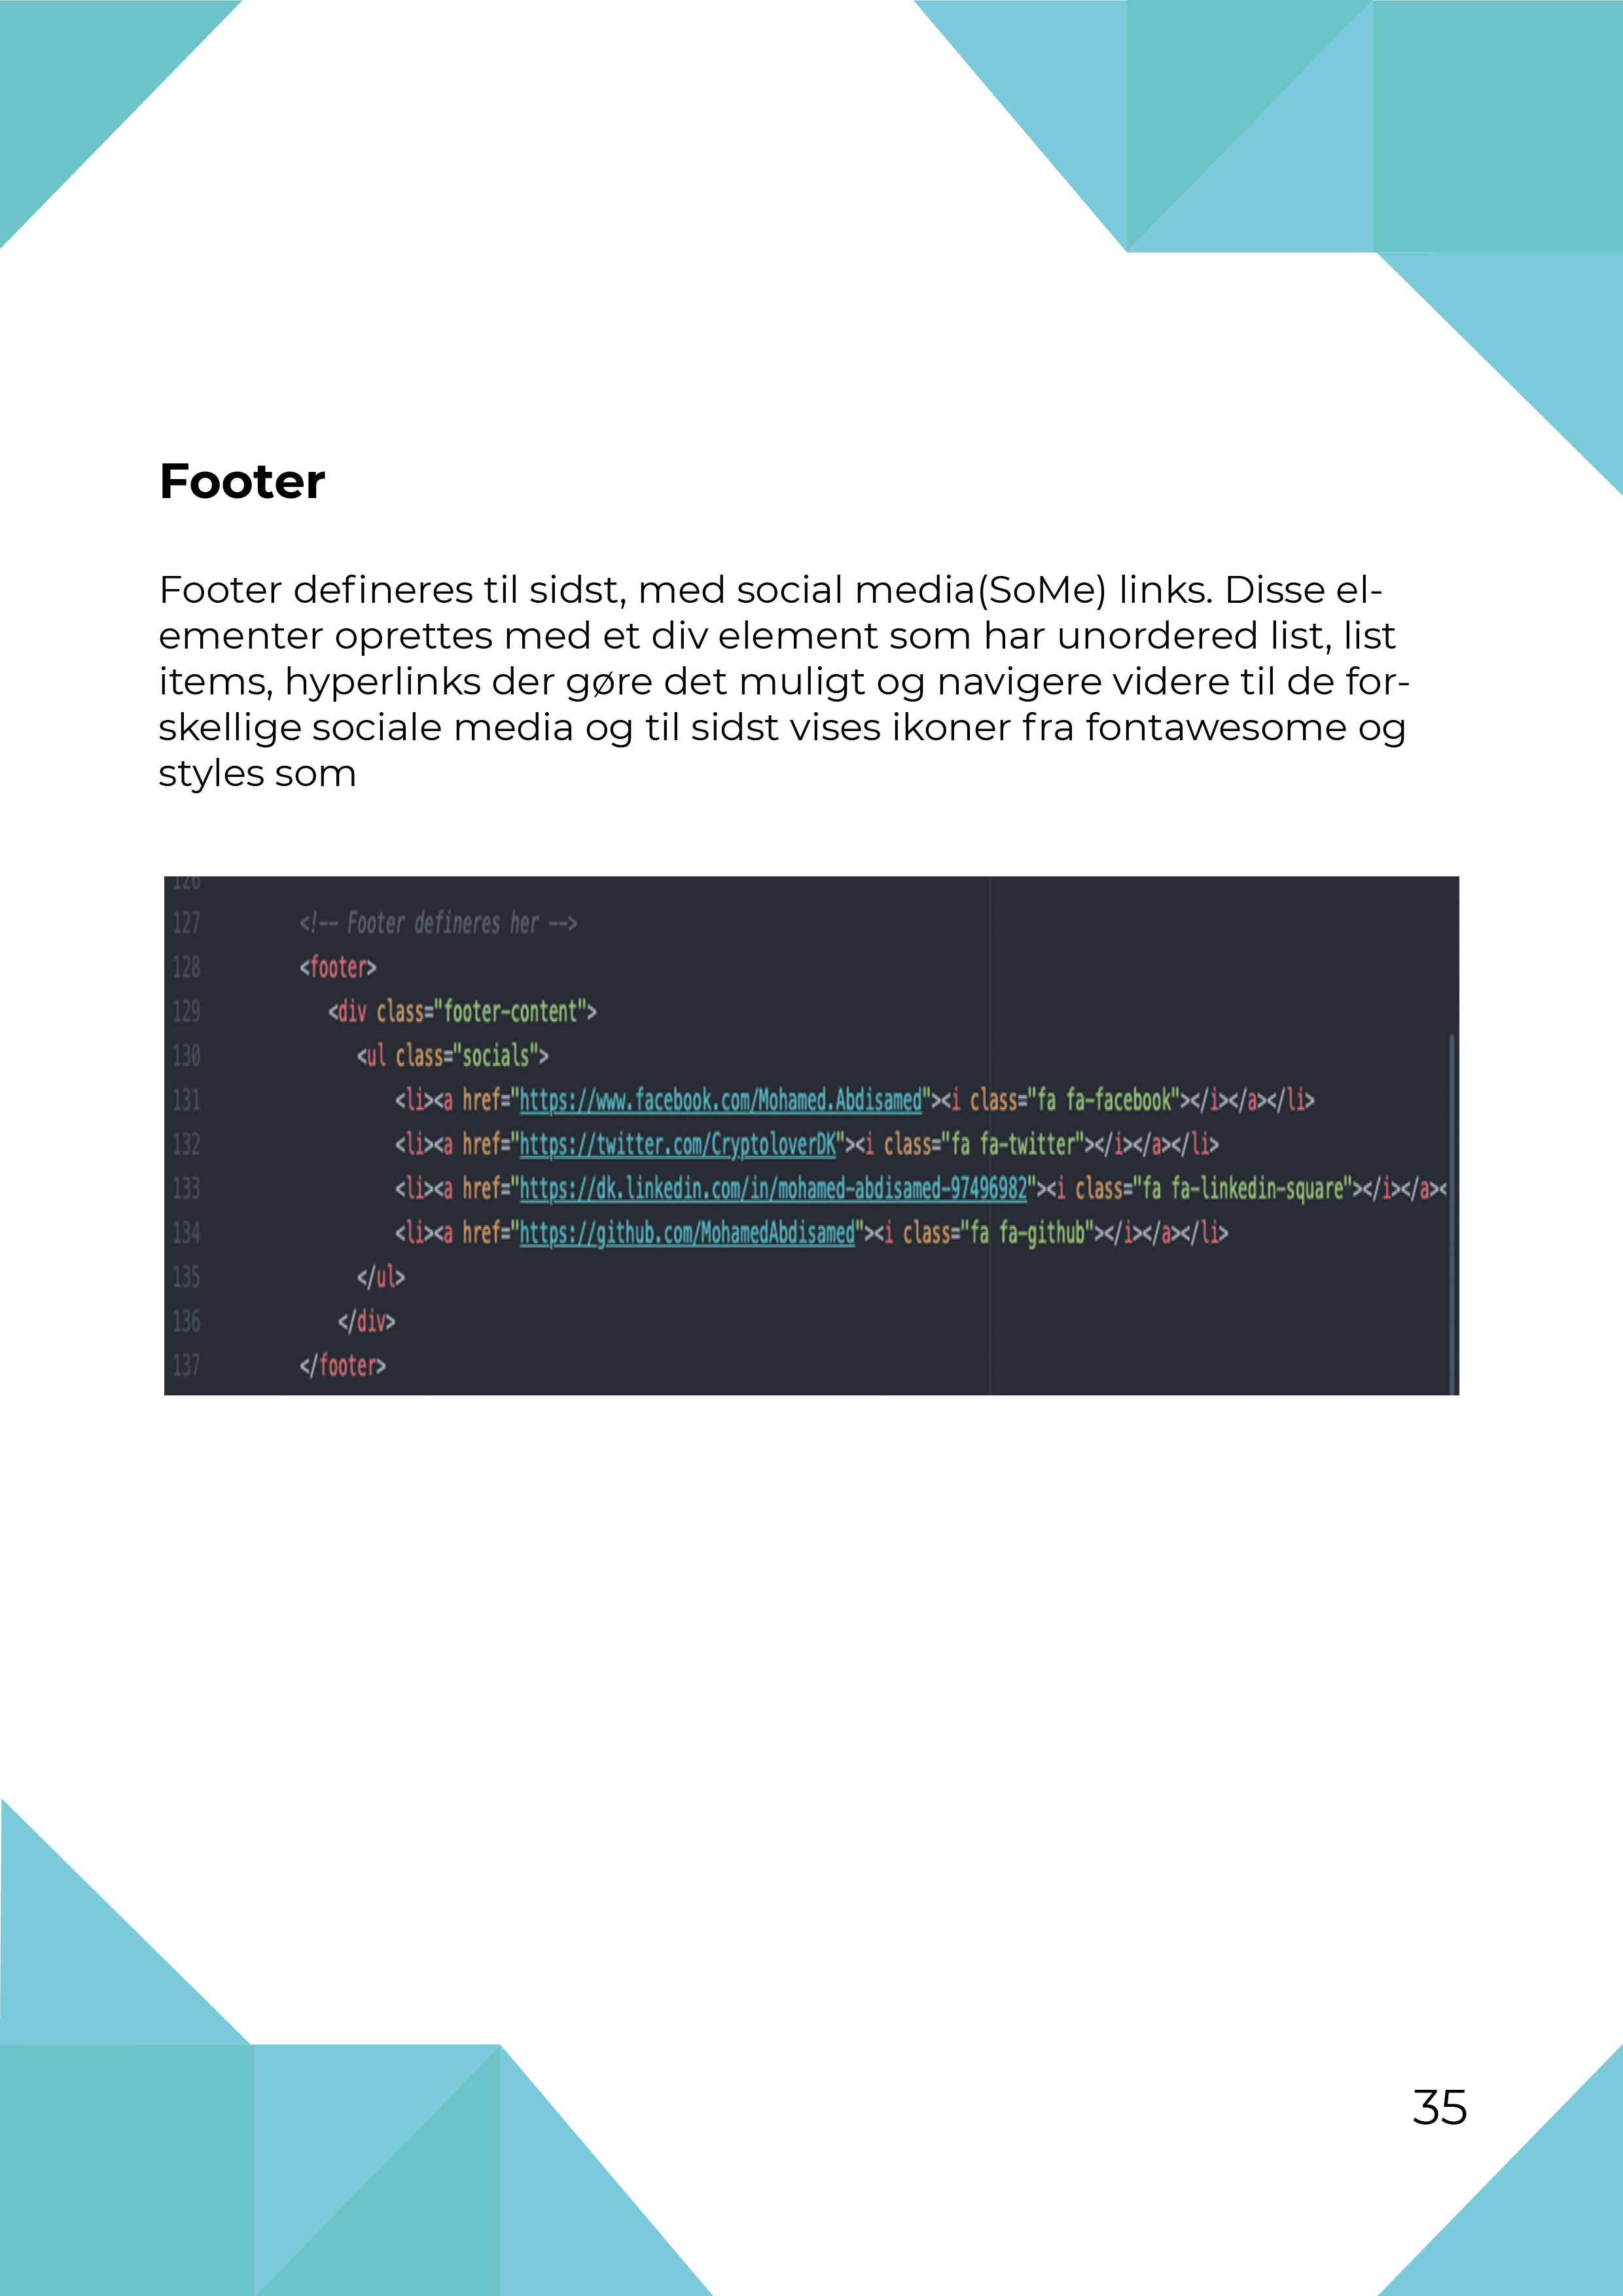 Footer
Footer defineres til sidst, med social media(SoMe) links. Disse el-
ementer oprettes med et div element som har unordered list, list
items, hyperlinks der gøre det muligt og navigere videre til de for-
skellige sociale media og til sidst vises ikoner fra fontawesome og
styles som
126
127 <!-- Footer defineres her -->
128 <footer>
129 <div class="footer-content">
130 <ul class="socials">
131 <li><a href="https://www.facebook.com/Mohamed.Abdisamed"><i class="fa fa-facebook"></i></a></li>
132 <li><a href="https://twitter.com/CryptoloverDK"><i class="fa fa-twitter"></i></a></li>
133 <li><a href="https://dk.linkedin.com/in/mohamed-abdisamed-97496982"><i class="fa fa-linkedin-square"></i></a><
134 <li><a href="https://github.com/MohamedAbdisamed"><i class="fa fa-github"></i></a></li>
135 </ul>
136 </div>
137 </footer>
35